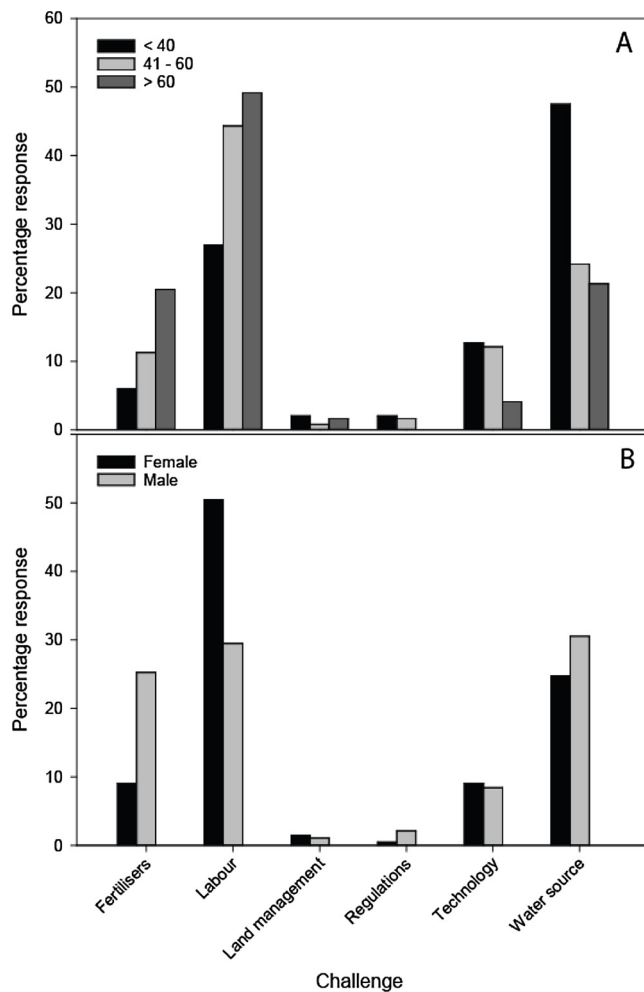 60
50
40
30
20
10
0
Percentage response
< 40
41 - 60
> 60
A
50
40
30
20
10
0
Percentage response
Female
Male
B
Fertilisers
Labour
Land management
Regulations
Technology
Water source
Challenge